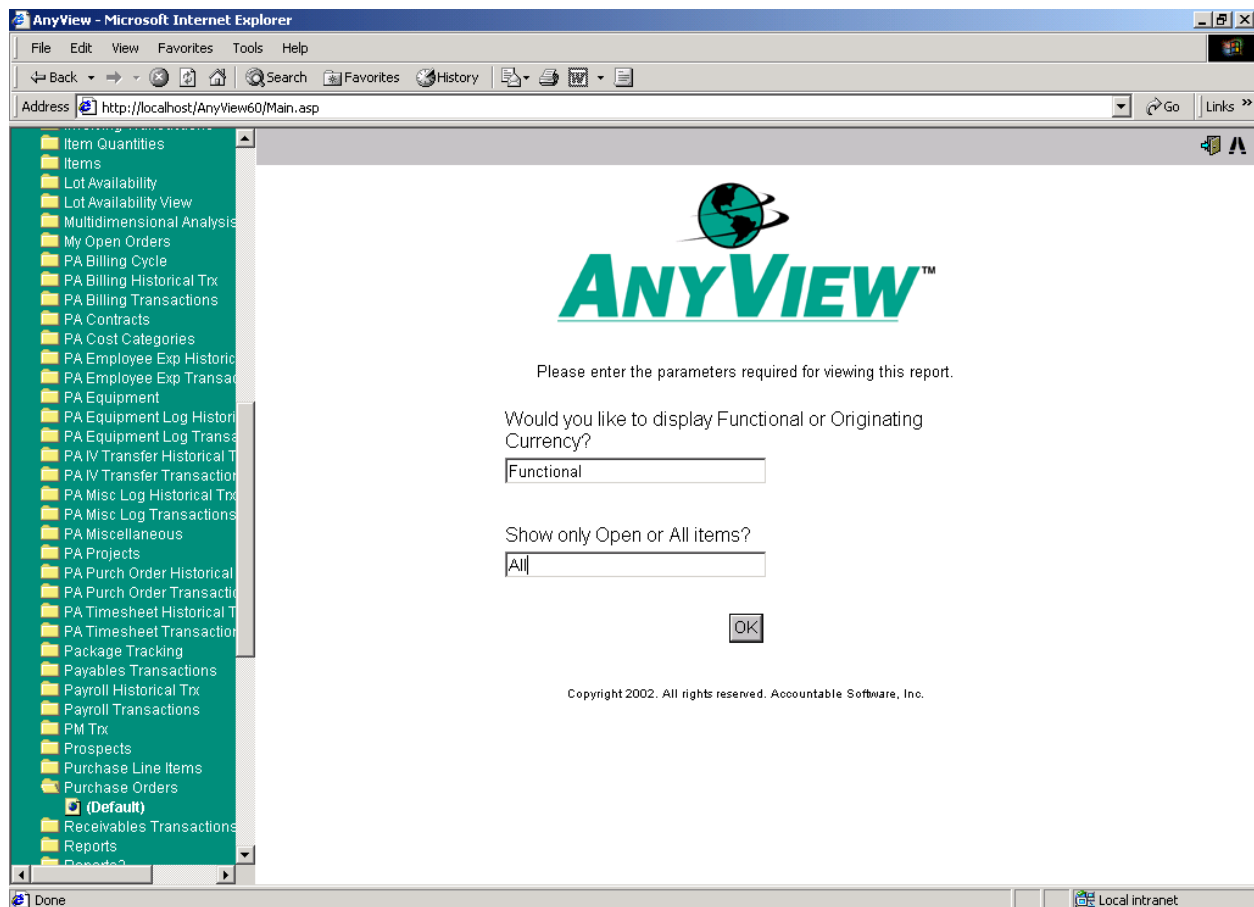 AnyView - Microsoft Internet Explorer
File Edit View Favorites Tools Help
Back Search Favorites History
Address http://localhost/AnyView60/Main.asp Go Links »
Item Quantities
Items
Lot Availability
Lot Availability View
Multidimensional Analysis
My Open Orders
PA Billing Cycle
PA Billing Historical Trx
PA Billing Transactions
PA Contracts
PA Cost Categories
PA Employee Exp Historic
PA Employee Exp Transac
PA Equipment
PA Equipment Log Histori
PA Equipment Log Transa
PA IV Transfer Historical T
PA IV Transfer Transaction
PA Misc Log Historical Trx
PA Misc Log Transactions
PA Miscellaneous
PA Projects
PA Purch Order Historical
PA Purch Order Transactio
PA Timesheet Historical T
PA Timesheet Transaction
Package Tracking
Payables Transactions
Payroll Historical Trx
Payroll Transactions
PM Trx
Prospects
Purchase Line Items
Purchase Orders
(Default)
Receivables Transactions
Reports
ANYVIEW™
Please enter the parameters required for viewing this report.
Would you like to display Functional or Originating
Currency?
Functional
Show only Open or All items?
All
OK
Copyright 2002. All rights reserved. Accountable Software, Inc.
Done Local intranet